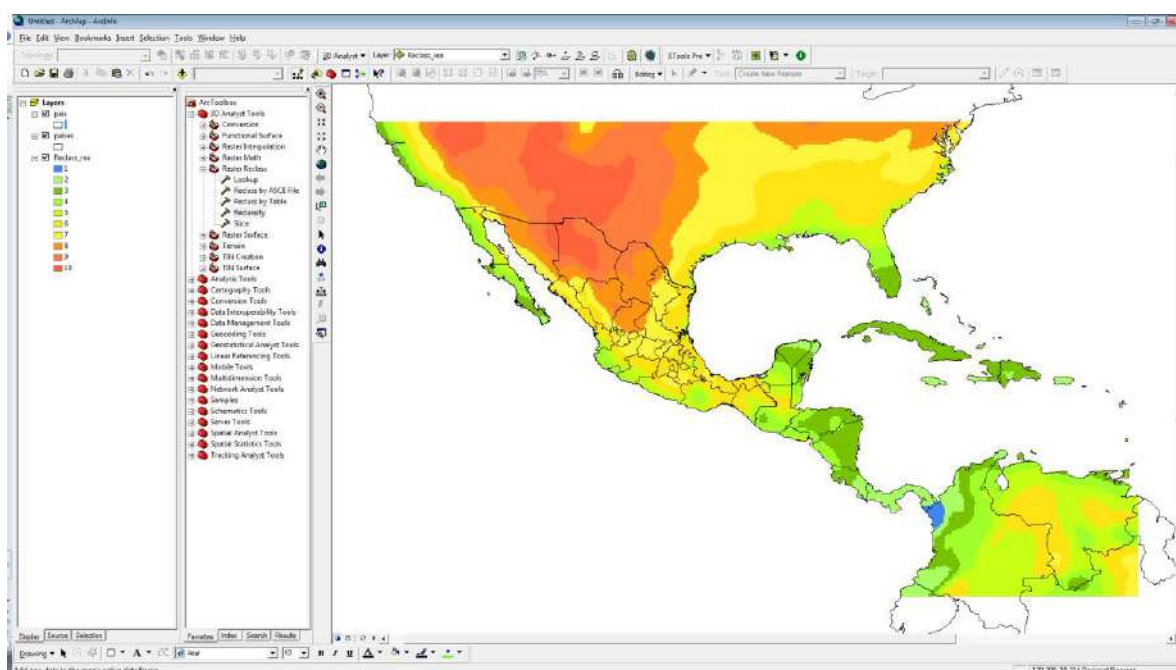 Untitled - ArcMap - ArcInfo
File Edit View Bookmarks Insert Selection Tools Window Help
3D Analyst Layer: Reclass_rea XTools Pro
Editing Create New Feature Target:
Layers
pais
paises
Reclass_rea
1
2
3
4
5
6
7
8
9
10
Display Source Selection
ArcToolbox
3D Analyst Tools
Conversion
Functional Surface
Raster Interpolation
Raster Math
Raster Reclass
Lookup
Reclass by ASCII File
Reclass by Table
Reclassify
Slice
Raster Surface
Terrain
TIN Creation
TIN Surface
Analysis Tools
Cartography Tools
Conversion Tools
Data Interoperability Tools
Data Management Tools
Geocoding Tools
Geostatistical Analyst Tools
Linear Referencing Tools
Mobile Tools
Multidimension Tools
Network Analyst Tools
Samples
Schematics Tools
Server Tools
Spatial Analyst Tools
Spatial Statistics Tools
Tracking Analyst Tools
Favorites Index Search Results
Drawing A Arial 10 B I U A